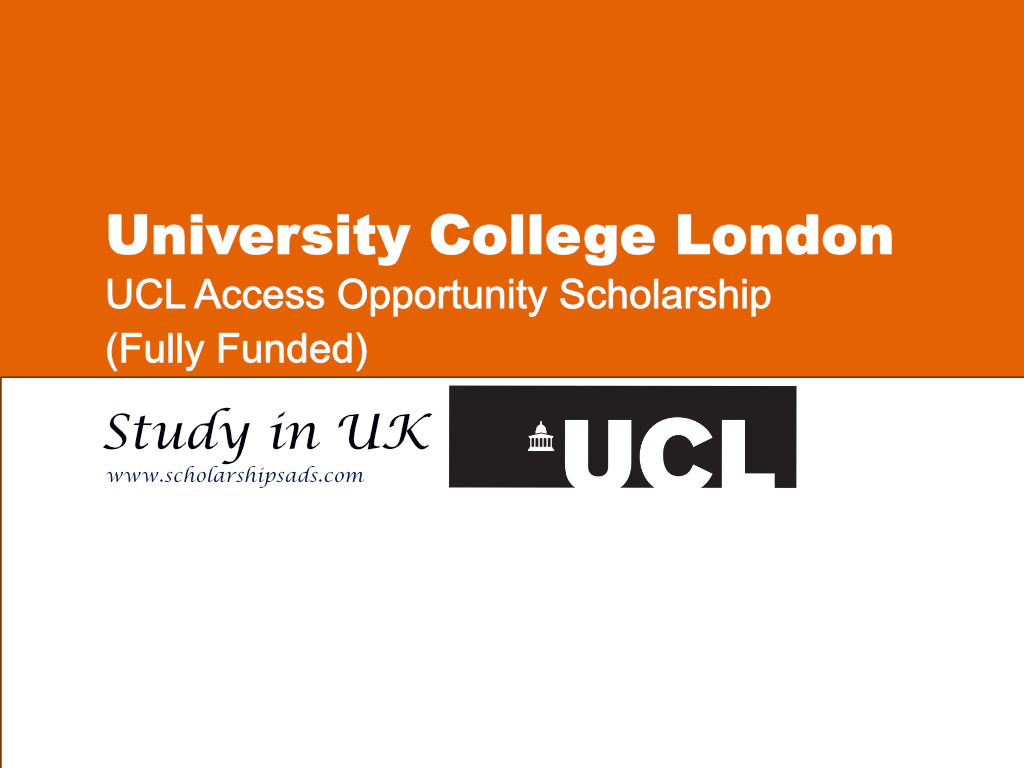 University College London
UCL Access Opportunity Scholarship
(Fully Funded)
Study in UK
www.scholarshipsads.com
UCL